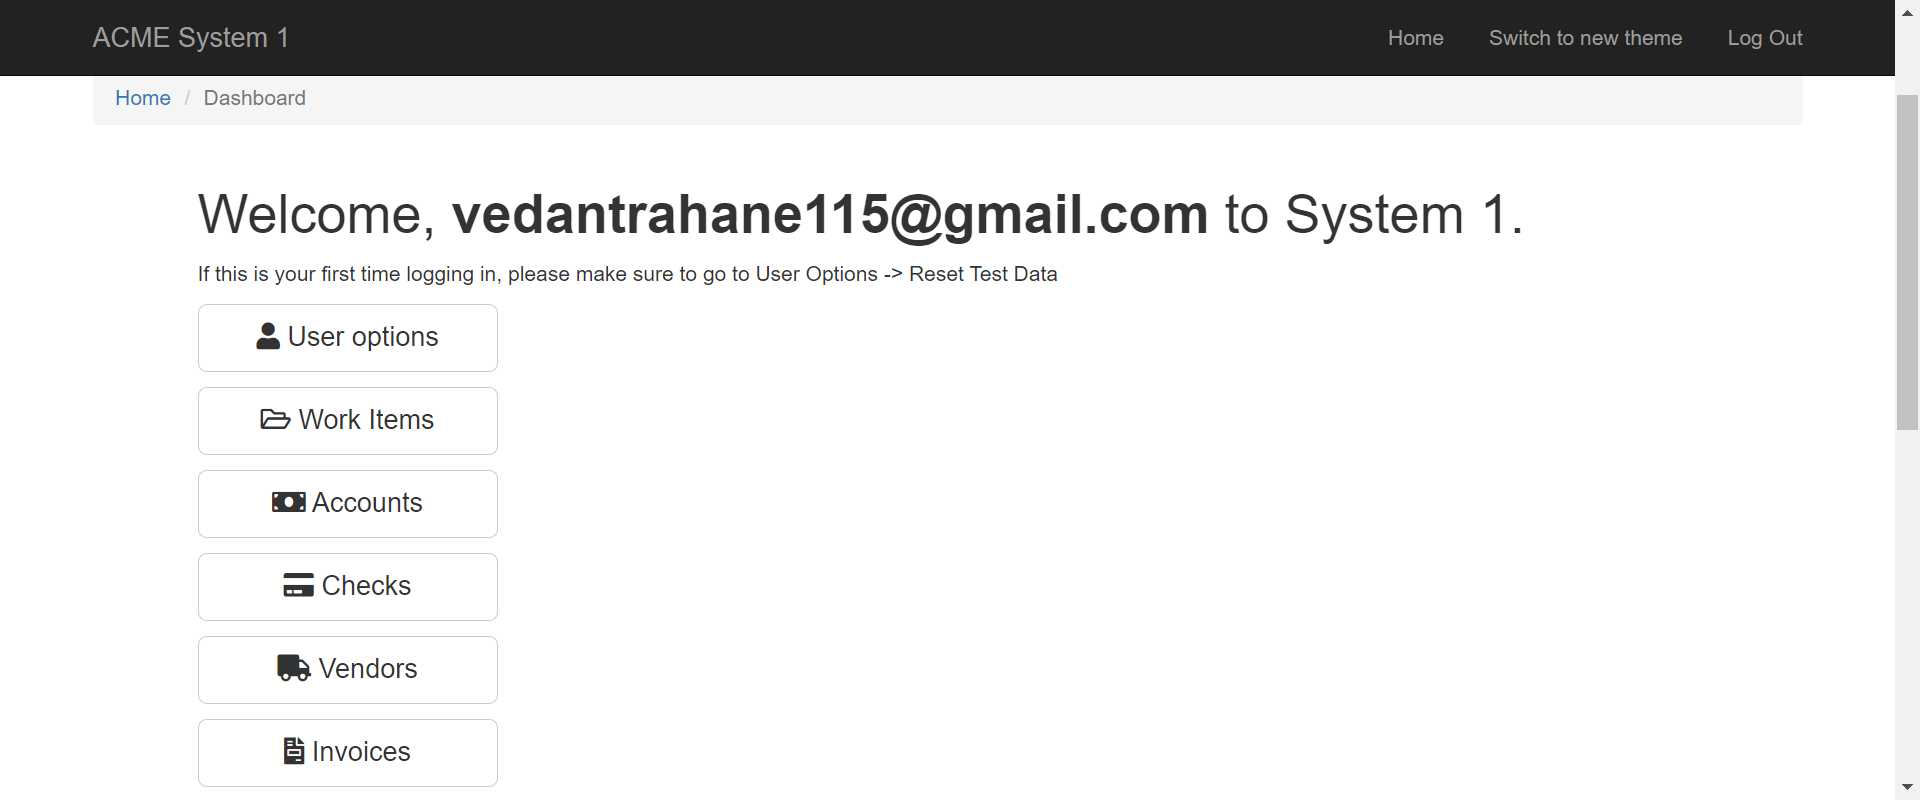 ACME System 1
Home
Switch to new theme
Log Out
Home / Dashboard
Welcome, vedantrahane115@gmail.com to System 1.
If this is your first time logging in, please make sure to go to User Options -> Reset Test Data
User options
Work Items
Accounts
Checks
Vendors
Invoices